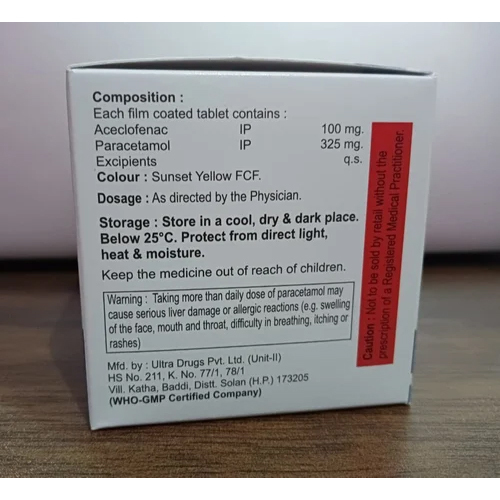 Composition :
Each film coated tablet contains :
Aceclofenac IP 100 mg.
Paracetamol IP 325 mg.
Excipients q.s.
Colour : Sunset Yellow FCF.
Dosage : As directed by the Physician.
Storage : Store in a cool, dry & dark place.
Below 25°C. Protect from direct light,
heat & moisture.
Keep the medicine out of reach of children.
Warning : Taking more than daily dose of paracetamol may
cause serious liver damage or allergic reactions (e.g. swelling
of the face, mouth and throat, difficulty in breathing, itching or
rashes)
Mfd. by : Ultra Drugs Pvt. Ltd. (Unit-II)
HS No. 211, K. No. 77/1, 78/1
Vill. Katha, Baddi, Distt. Solan (H.P.) 173205
(WHO-GMP Certified Company)
Caution : Not to be sold by retail without the
prescription of a Registered Medical Practitioner.